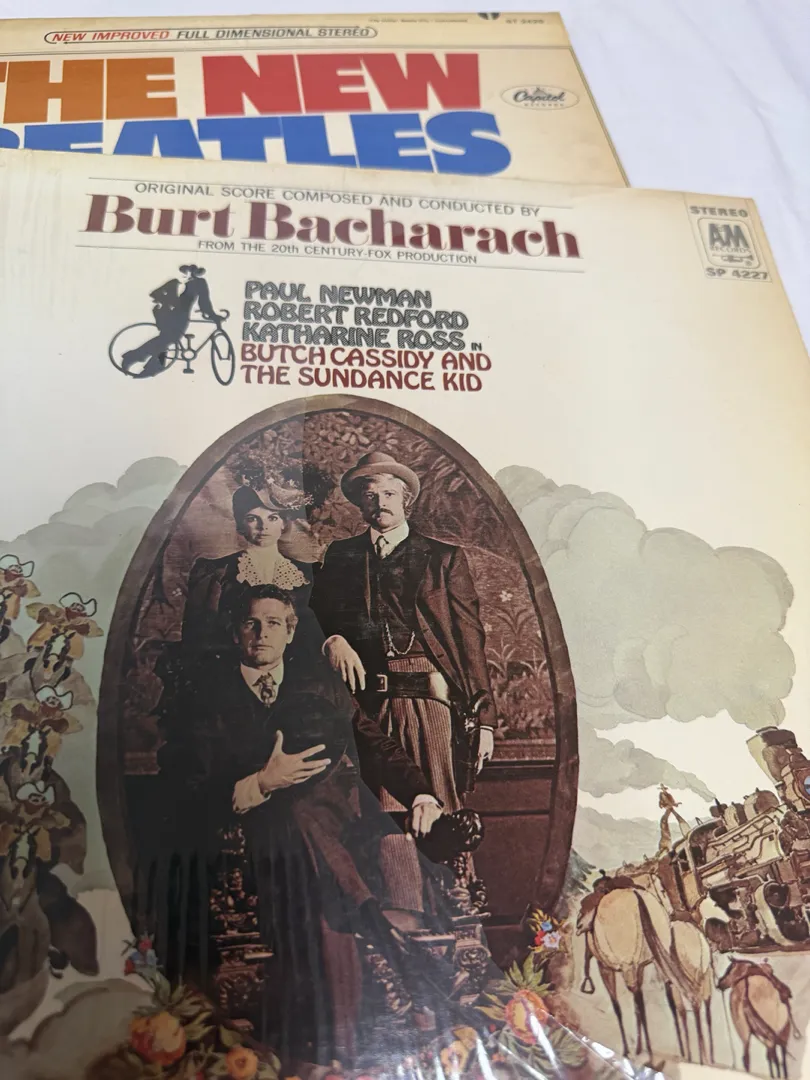 NEW IMPROVED FULL DIMENSIONAL STEREO
THE NEW
BEATLES
Capitol
RECORDS
ORIGINAL SCORE COMPOSED AND CONDUCTED BY
Burt Bacharach
FROM THE 20th CENTURY-FOX PRODUCTION
STEREO
A&M
RECORDS
SP 4227
PAUL NEWMAN
ROBERT REDFORD
KATHARINE ROSS IN
BUTCH CASSIDY AND
THE SUNDANCE KID